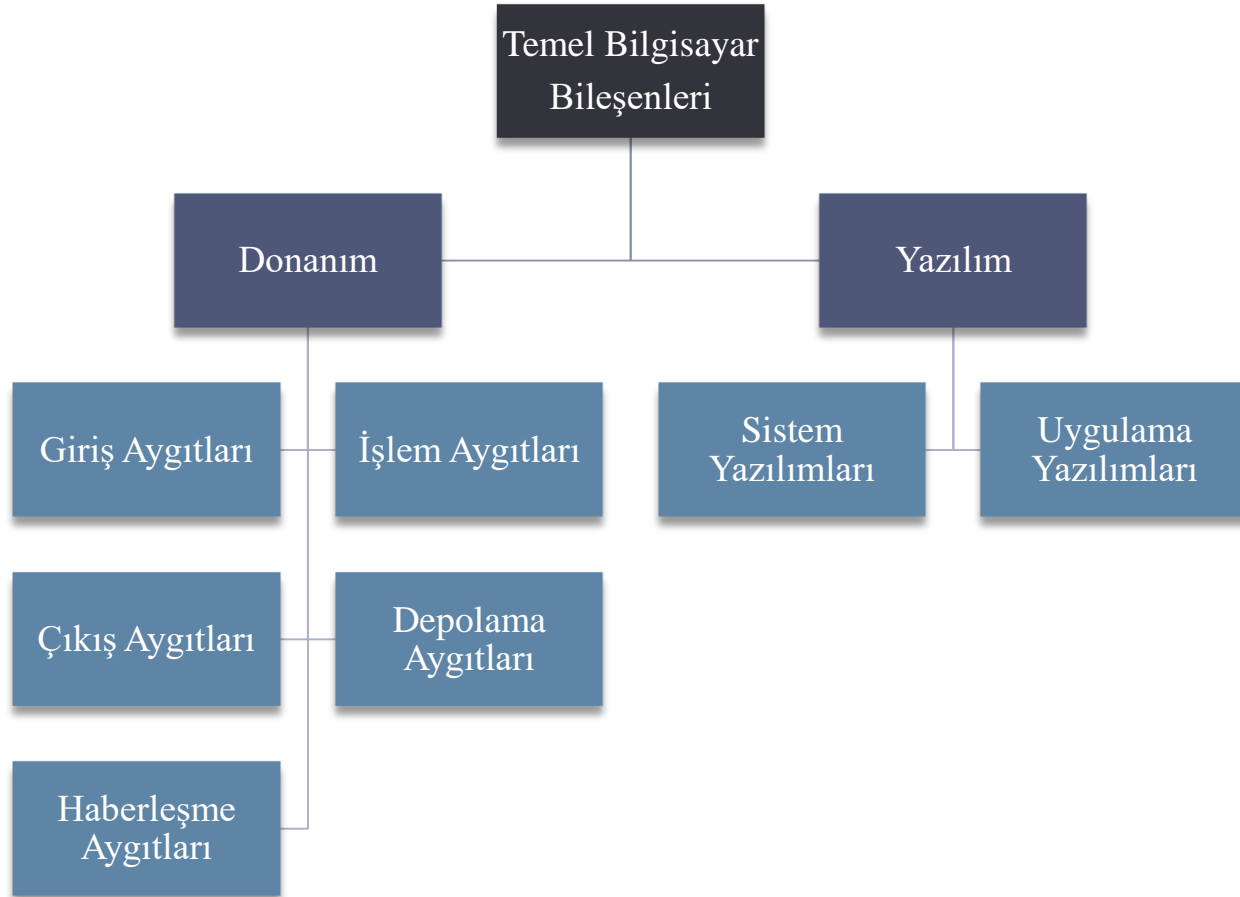 Temel Bilgisayar
Bileşenleri
Donanım
Yazılım
Giriş Aygıtları
İşlem Aygıtları
Sistem
Yazılımları
Uygulama
Yazılımları
Çıkış Aygıtları
Depolama
Aygıtları
Haberleşme
Aygıtları